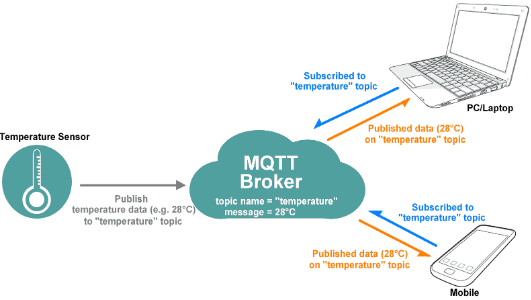 Subscribed to
"temperature" topic
PC/Laptop
Published data (28°C)
on "temperature" topic
Temperature Sensor
MQTT
Broker
topic name = "temperature"
message = 28°C
Publish
temperature data (e.g. 28°C)
to "temperature" topic
Subscribed to
"temperature" topic
Published data (28°C)
on "temperature" topic
Mobile